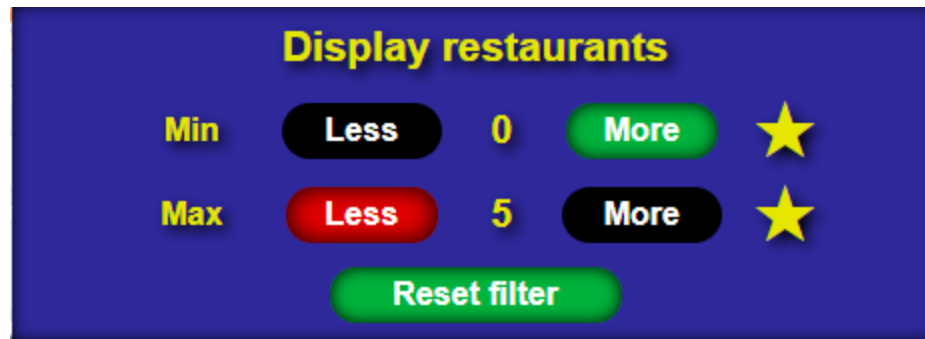 Display restaurants
Min Less 0 More
Max Less 5 More
Reset filter